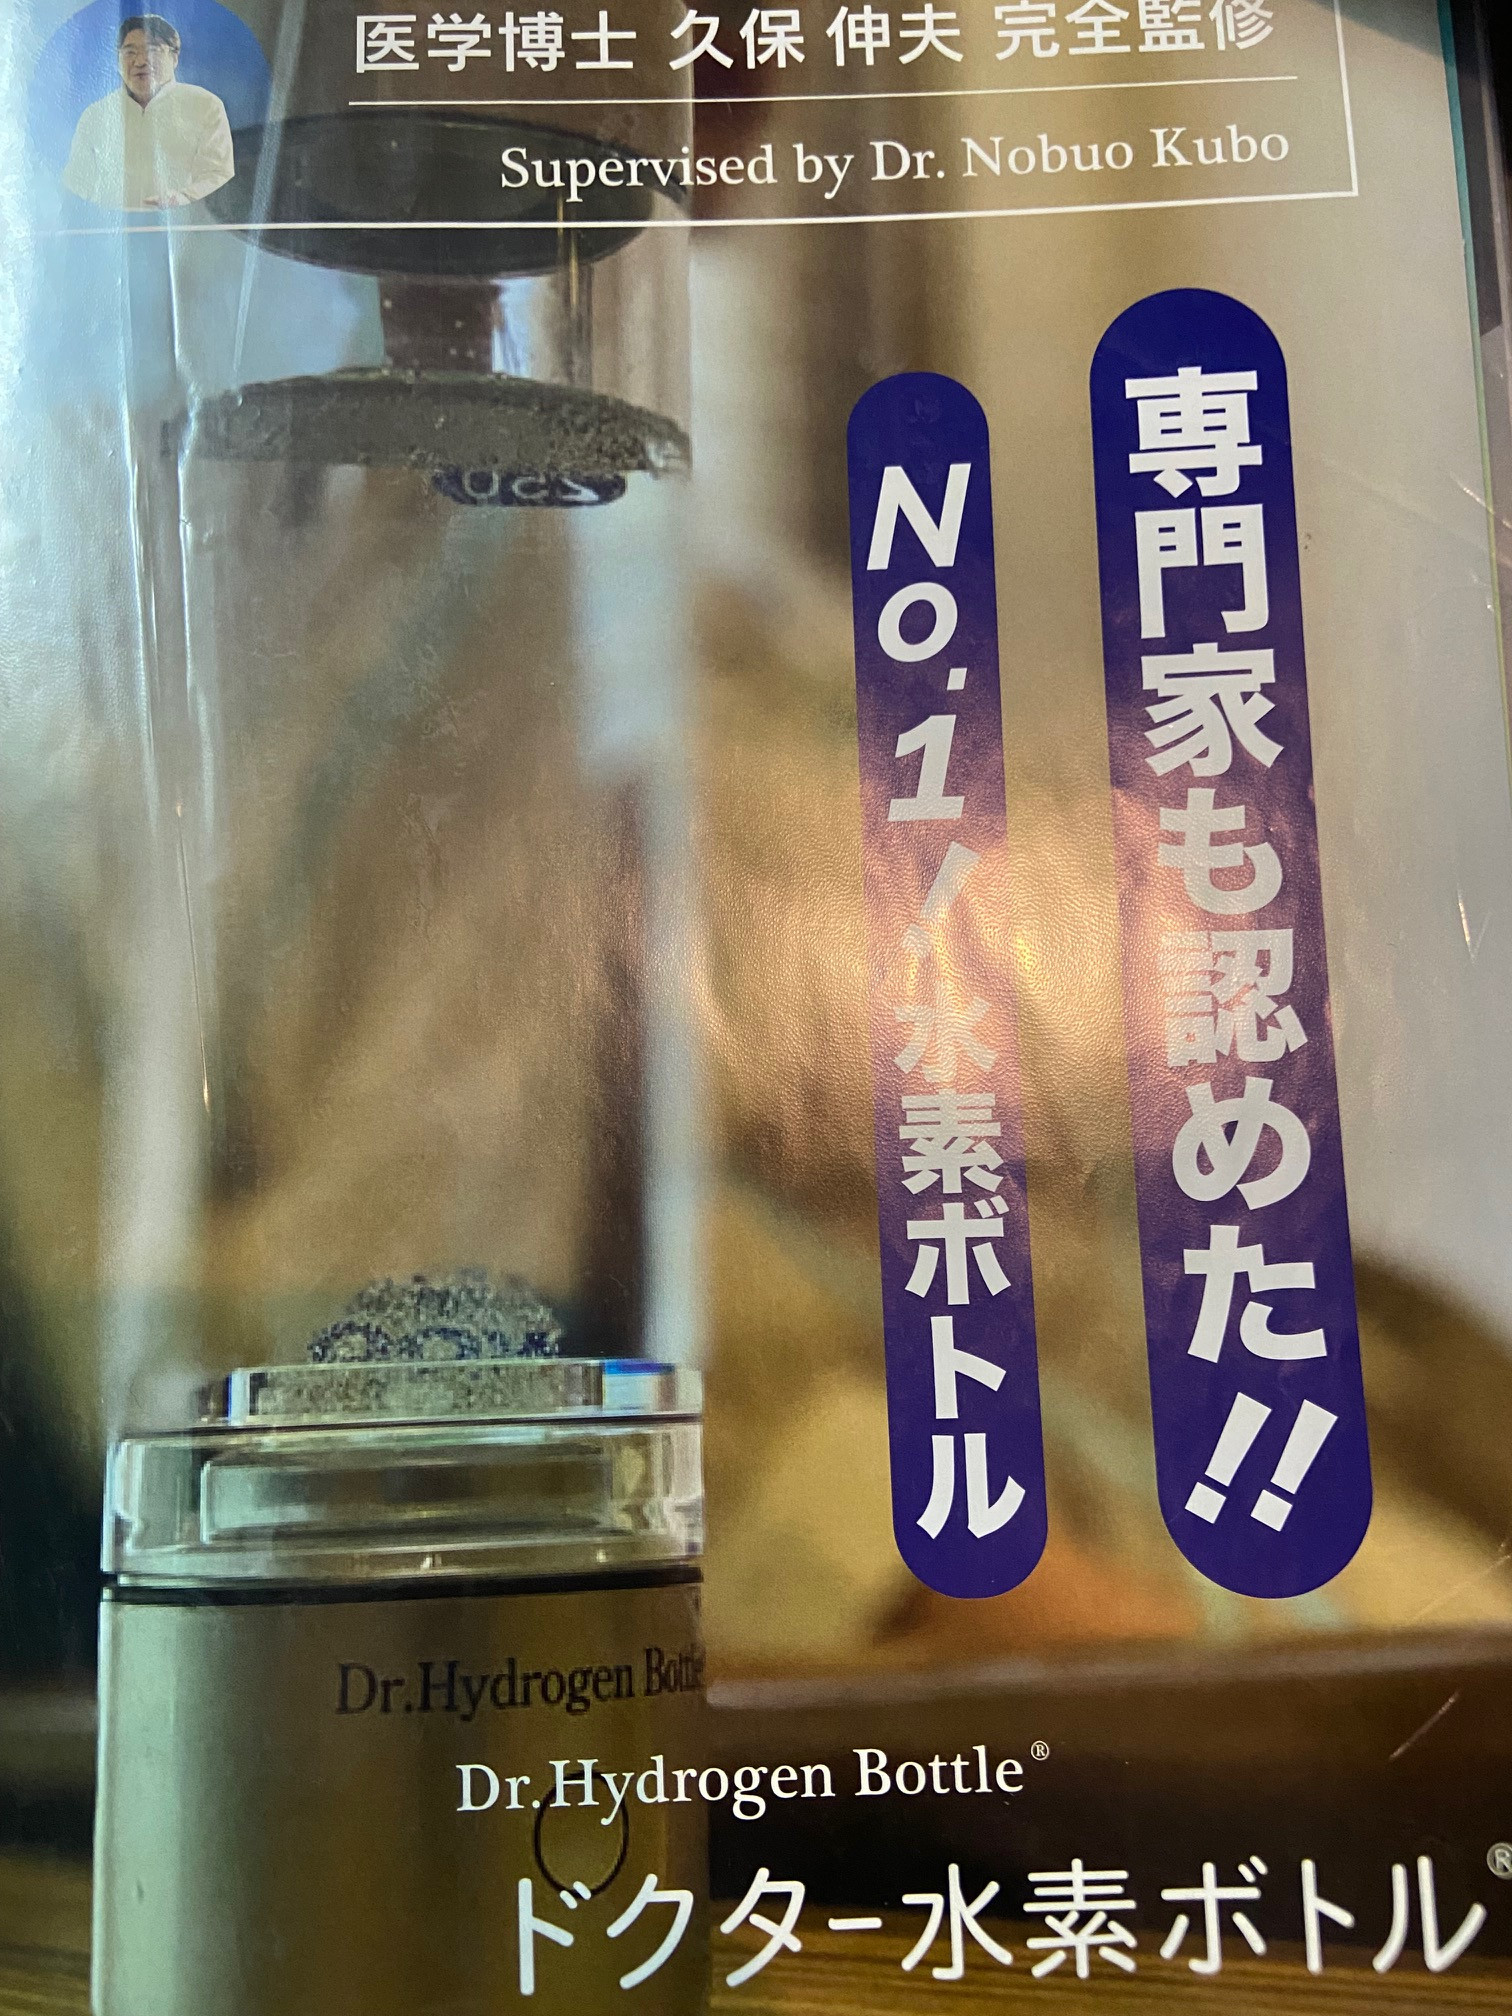 医学博士 久保 伸夫 完全監修
Supervised by Dr. Nobuo Kubo
専門家も認めた!!
No.1 / 水素ボトル
Dr.Hydrogen Bottle
Dr.Hydrogen Bottle®
ドクター水素ボトル®